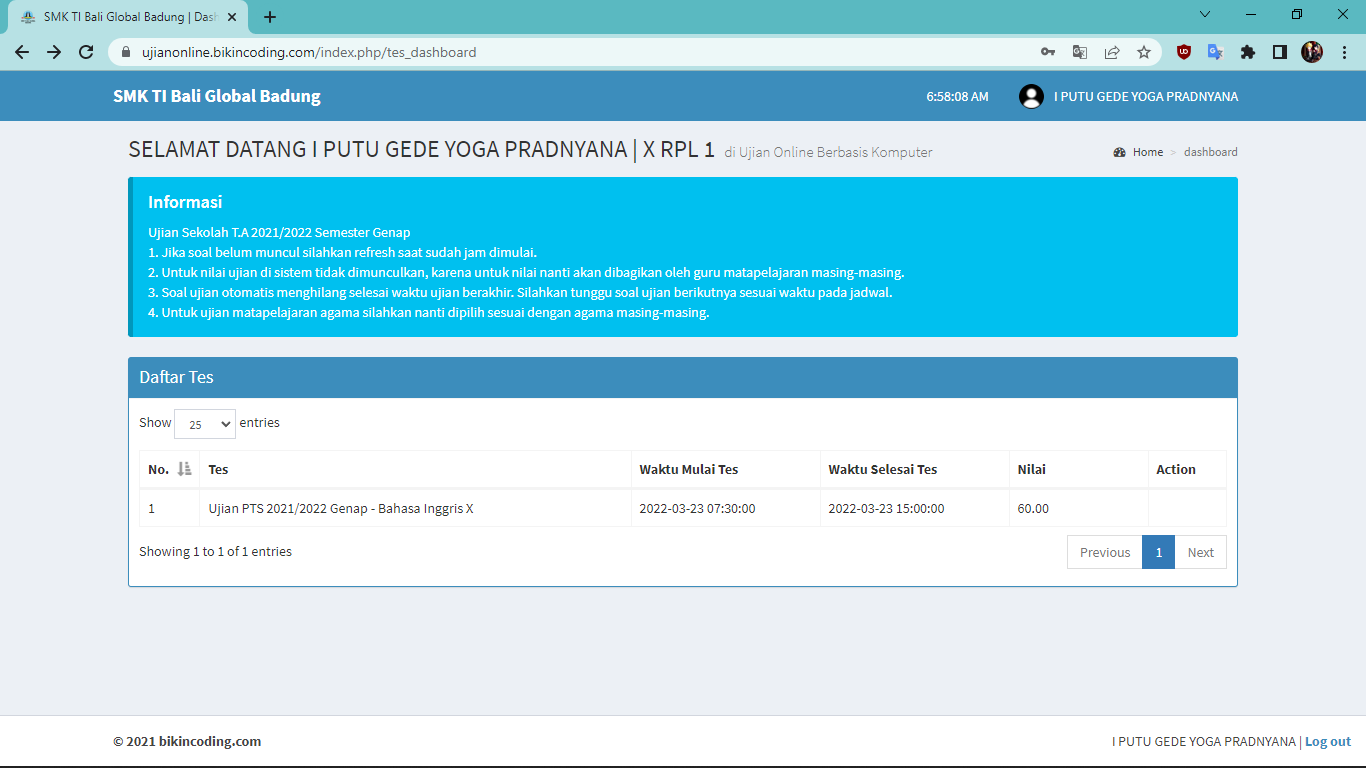 SMK TI Bali Global Badung | Dash
ujianonline.bikincoding.com/index.php/tes_dashboard
SMK TI Bali Global Badung
6:58:08 AM
I PUTU GEDE YOGA PRADNYANA
SELAMAT DATANG I PUTU GEDE YOGA PRADNYANA | X RPL 1 di Ujian Online Berbasis Komputer
Home > dashboard
Informasi
Ujian Sekolah T.A 2021/2022 Semester Genap
1. Jika soal belum muncul silahkan refresh saat sudah jam dimulai.
2. Untuk nilai ujian di sistem tidak dimunculkan, karena untuk nilai nanti akan dibagikan oleh guru matapelajaran masing-masing.
3. Soal ujian otomatis menghilang selesai waktu ujian berakhir. Silahkan tunggu soal ujian berikutnya sesuai waktu pada jadwal.
4. Untuk ujian matapelajaran agama silahkan nanti dipilih sesuai dengan agama masing-masing.
Daftar Tes
Show 25 entries
No. Tes Waktu Mulai Tes Waktu Selesai Tes Nilai Action
1 Ujian PTS 2021/2022 Genap - Bahasa Inggris X 2022-03-23 07:30:00 2022-03-23 15:00:00 60.00
Showing 1 to 1 of 1 entries
Previous 1 Next
© 2021 bikincoding.com
I PUTU GEDE YOGA PRADNYANA | Log out